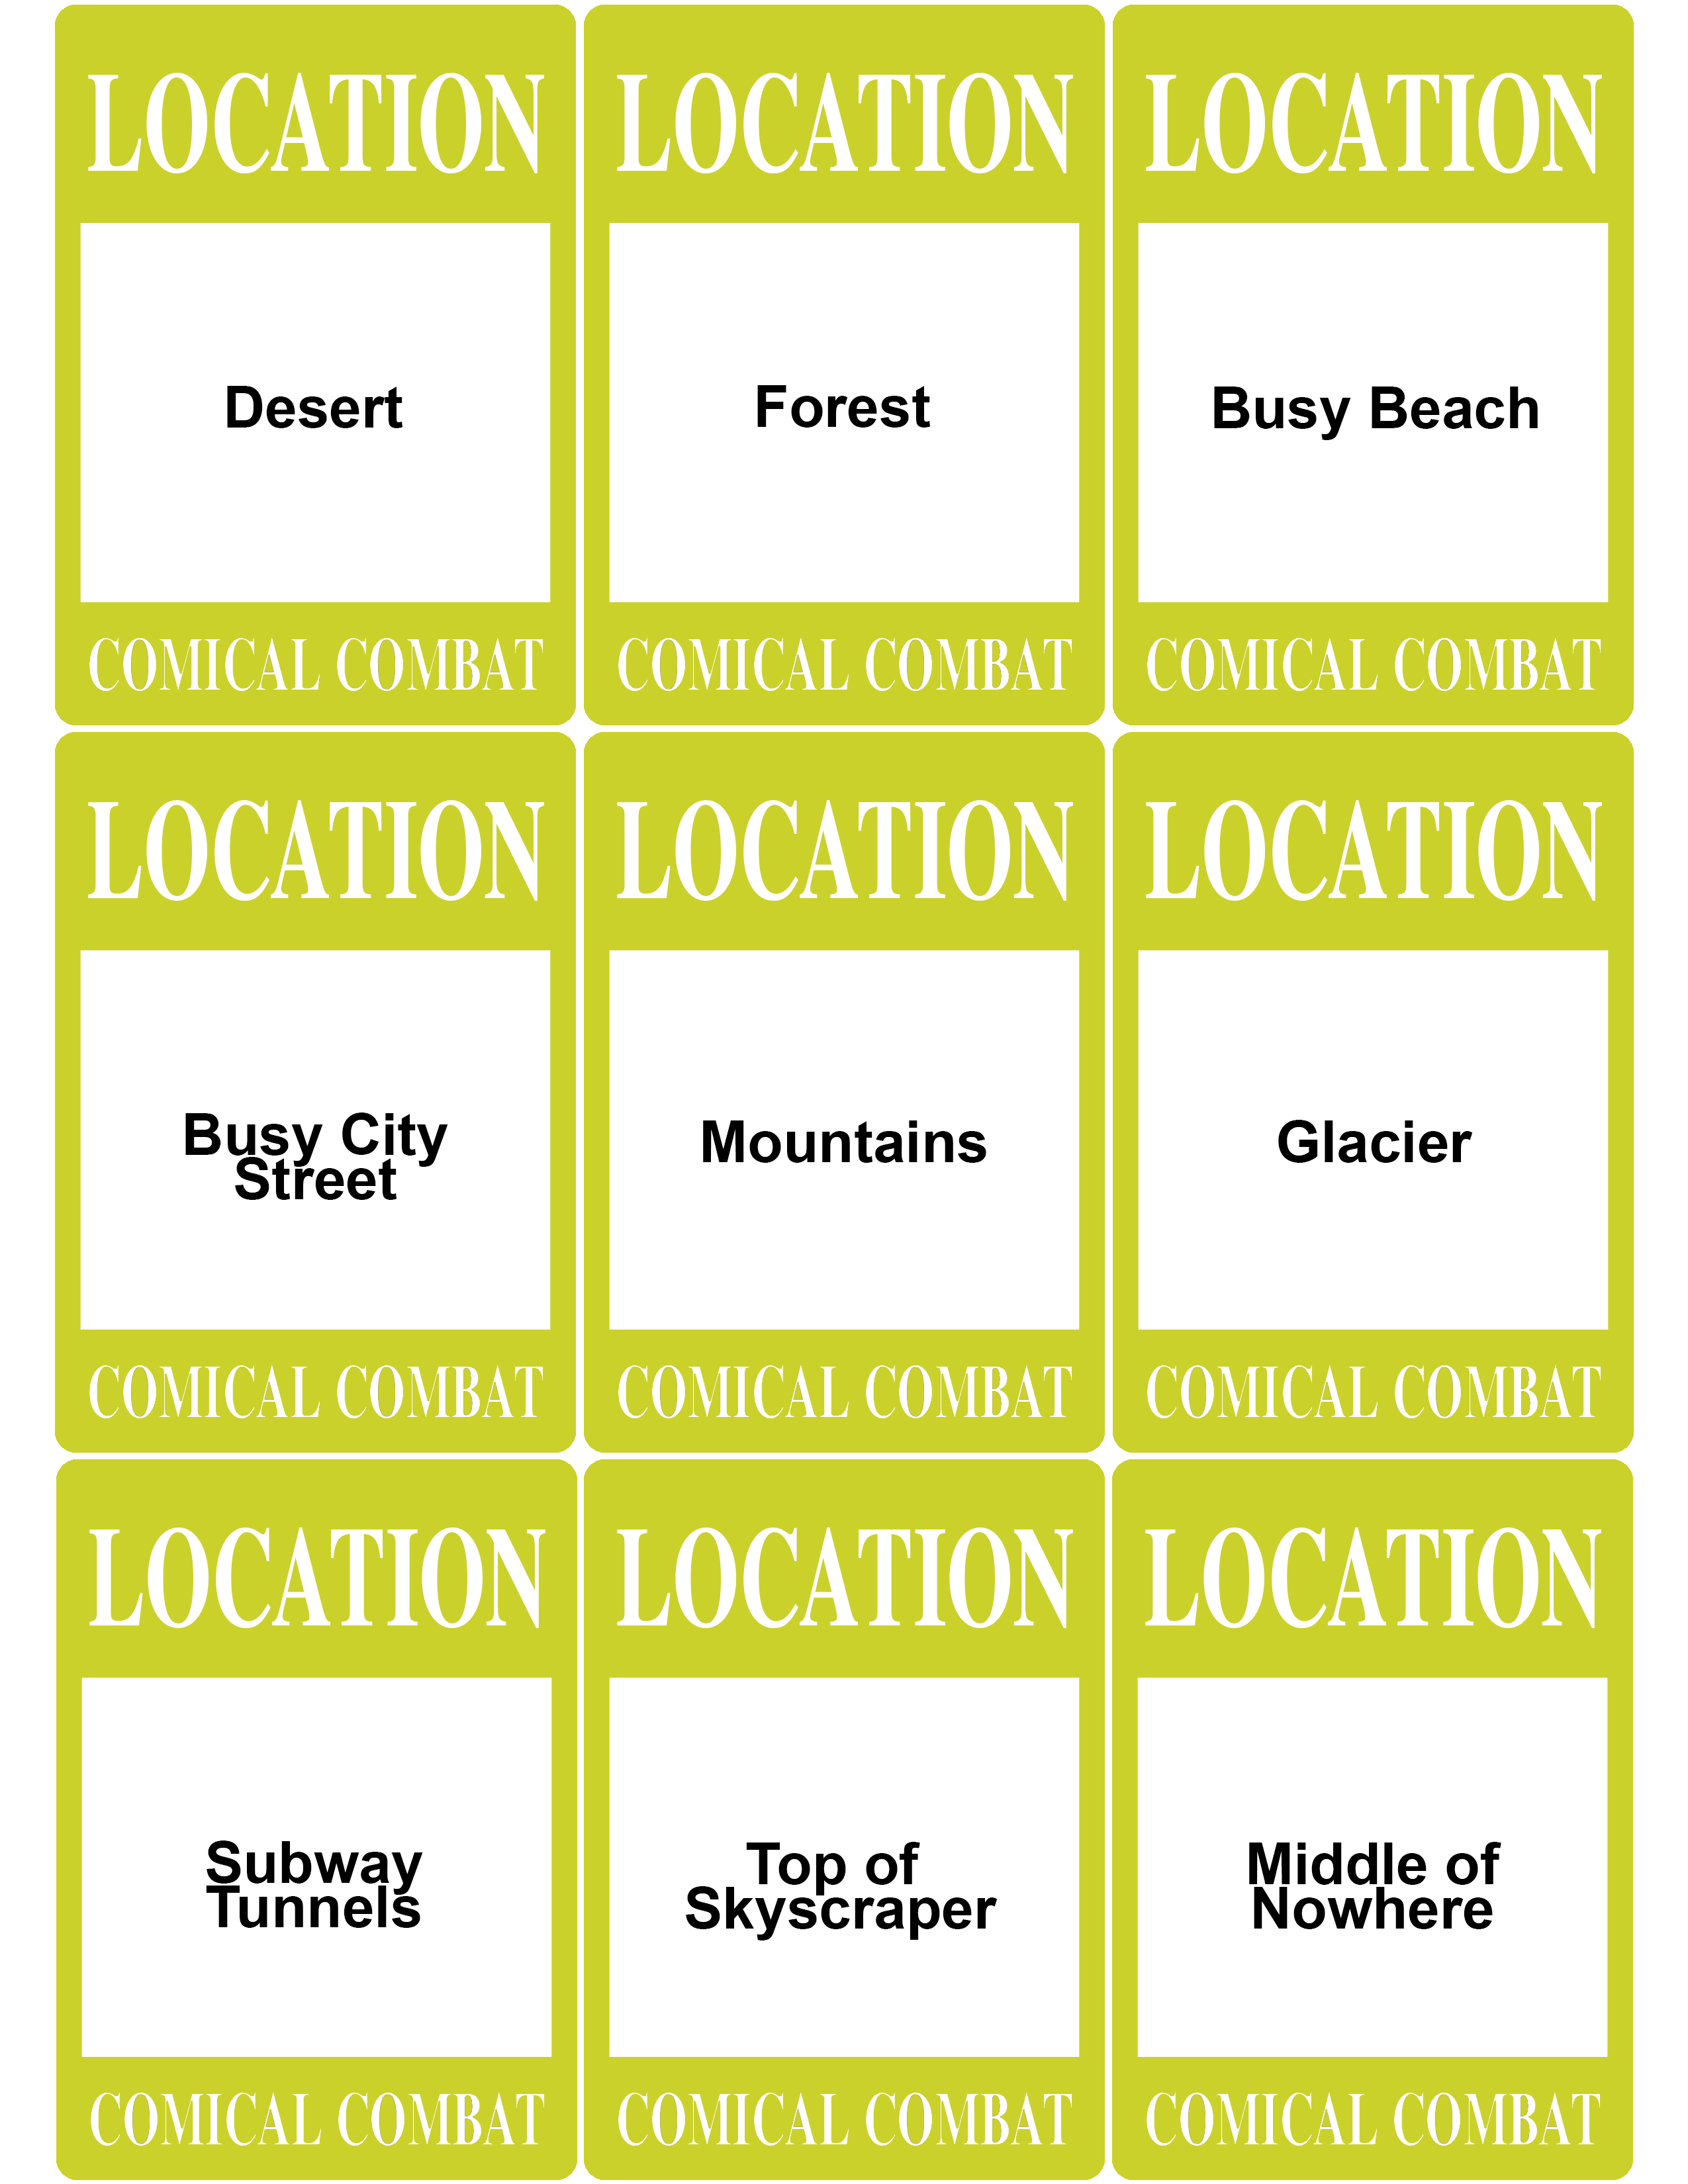 LOCATION
Desert
COMICAL COMBAT
LOCATION
Forest
COMICAL COMBAT
LOCATION
Busy Beach
COMICAL COMBAT
LOCATION
Busy City
Street
COMICAL COMBAT
LOCATION
Mountains
COMICAL COMBAT
LOCATION
Glacier
COMICAL COMBAT
LOCATION
Subway
Tunnels
COMICAL COMBAT
LOCATION
Top of
Skyscraper
COMICAL COMBAT
LOCATION
Middle of
Nowhere
COMICAL COMBAT